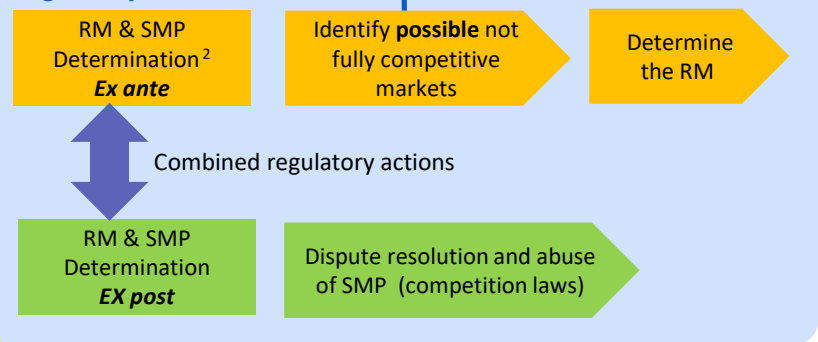 RM & SMP
Determination 2
Ex ante
Identify possible not
fully competitive
markets
Determine
the RM
Combined regulatory actions
RM & SMP
Determination
EX post
Dispute resolution and abuse
of SMP (competition laws)